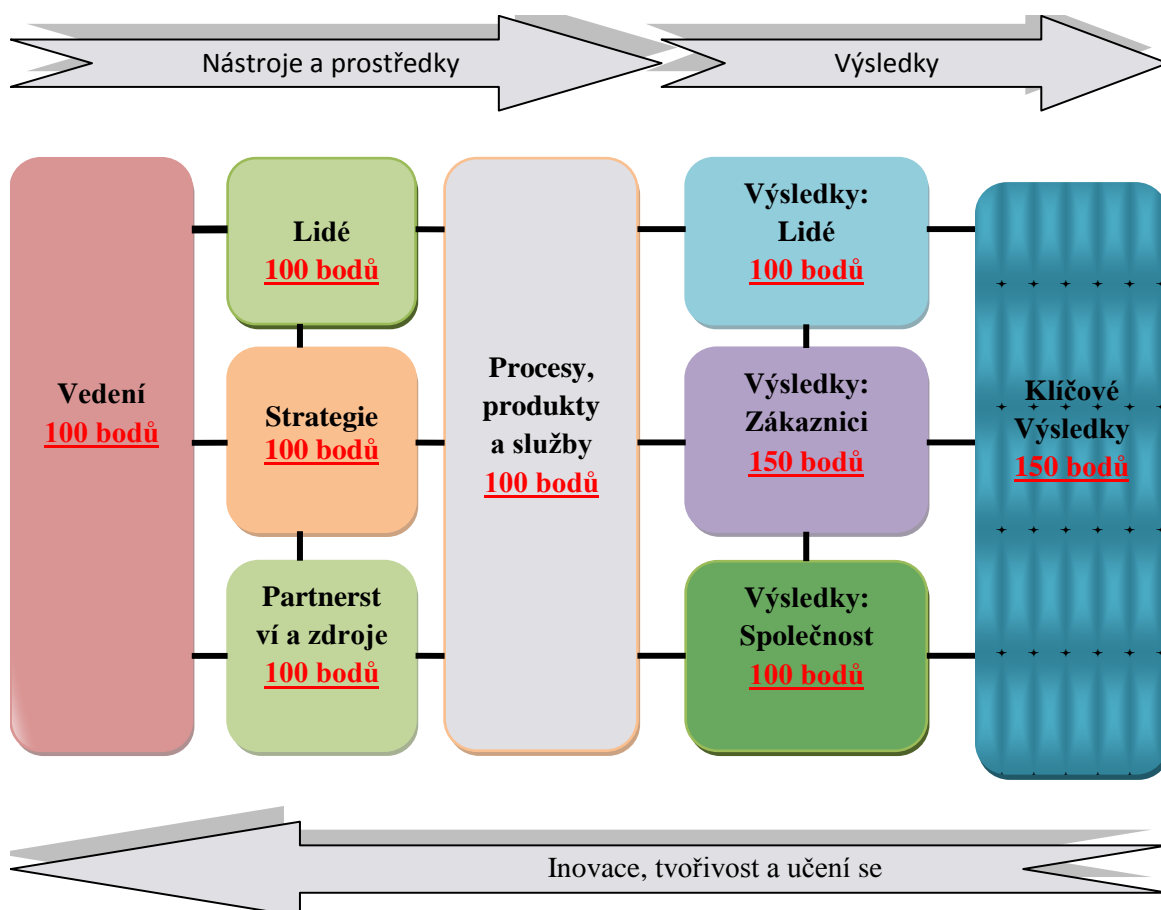 Nástroje a prostředky
Výsledky
Vedení
100 bodů
Lidé
100 bodů
Strategie
100 bodů
Partnerst
ví a zdroje
100 bodů
Procesy,
produkty
a služby
100 bodů
Výsledky:
Lidé
100 bodů
Výsledky:
Zákaznici
150 bodů
Výsledky:
Společnost
100 bodů
Klíčové
Výsledky
150 bodů
Inovace, tvořivost a učení se